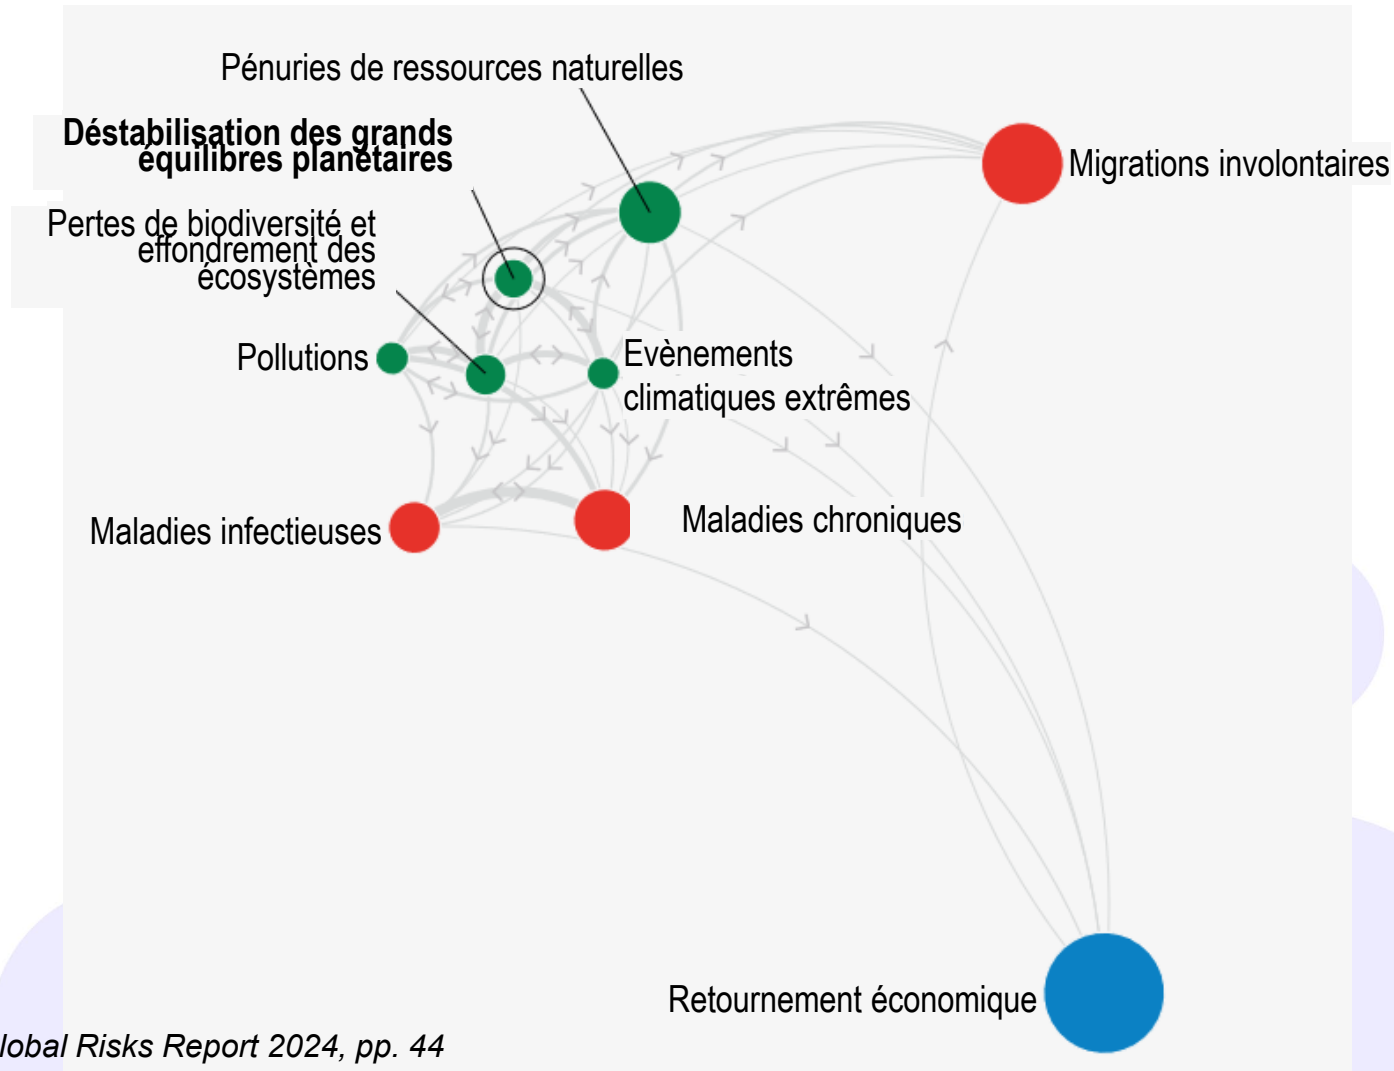 Pénuries de ressources naturelles
Déstabilisation des grands
équilibres planétaires
Migrations involontaires
Pertes de biodiversité et
effondrement des
écosystèmes
Pollutions
Evènements
climatiques extrêmes
Maladies infectieuses
Maladies chroniques
Retournement économique
lobal Risks Report 2024, pp. 44